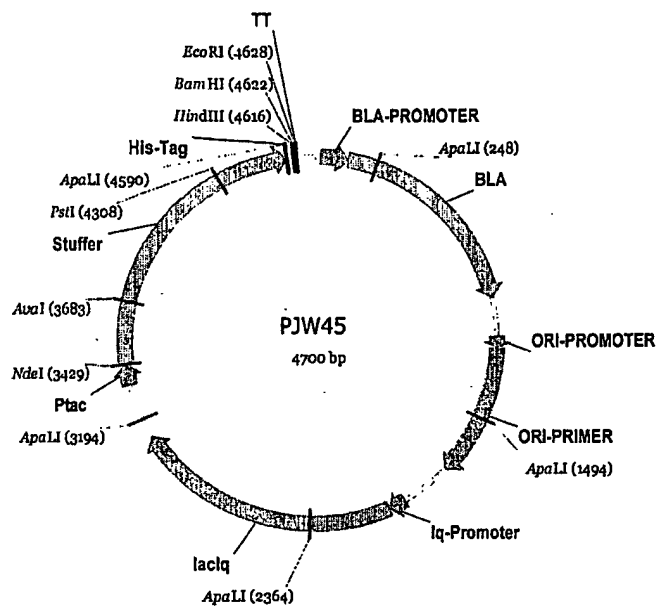 TT
EcoRI (4628)
BamHI (4622)
HindIII (4616)
His-Tag
ApaLI (4590)
PstI (4308)
Stuffer
AvaI (3683)
NdeI (3429)
Ptac
ApaLI (3194)
lacIq
ApaLI (2364)
Iq-Promoter
ApaLI (1494)
ORI-PRIMER
ORI-PROMOTER
BLA
ApaLI (248)
BLA-PROMOTER
PJW45
4700 bp